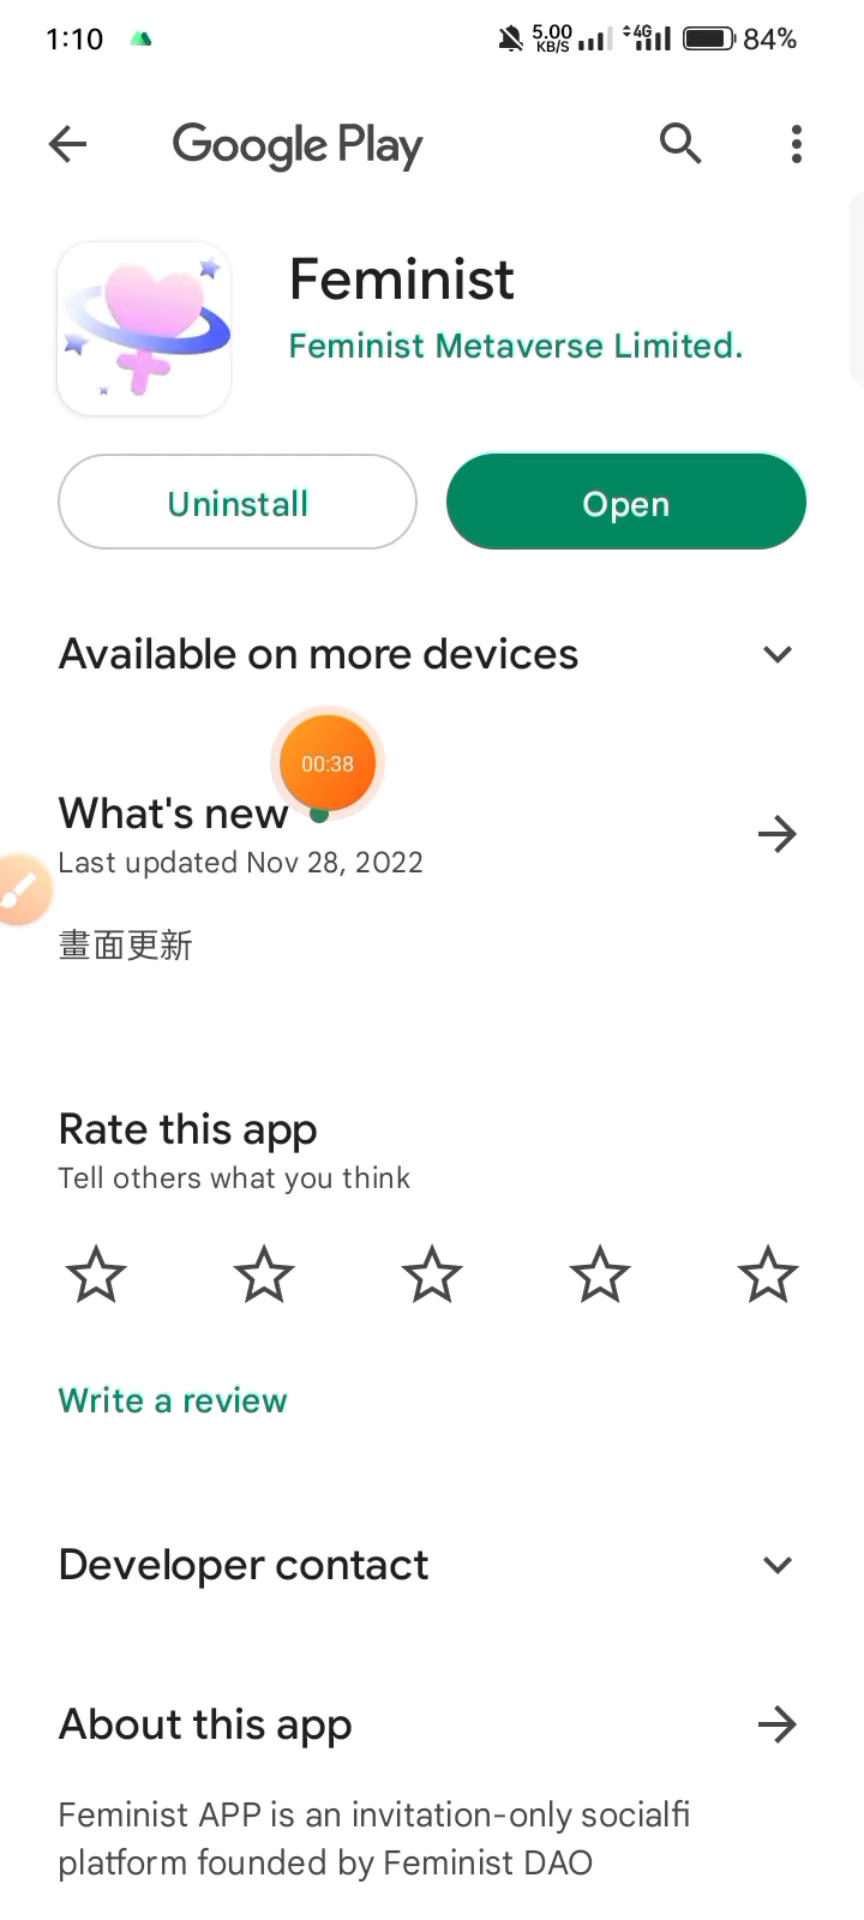 1:10
5.00
KB/S
4G
84%
Google Play
Feminist
Feminist Metaverse Limited.
Uninstall
Open
Available on more devices
00:38
What's new
Last updated Nov 28, 2022
畫面更新
Rate this app
Tell others what you think
Write a review
Developer contact
About this app
Feminist APP is an invitation-only socialfi
platform founded by Feminist DAO